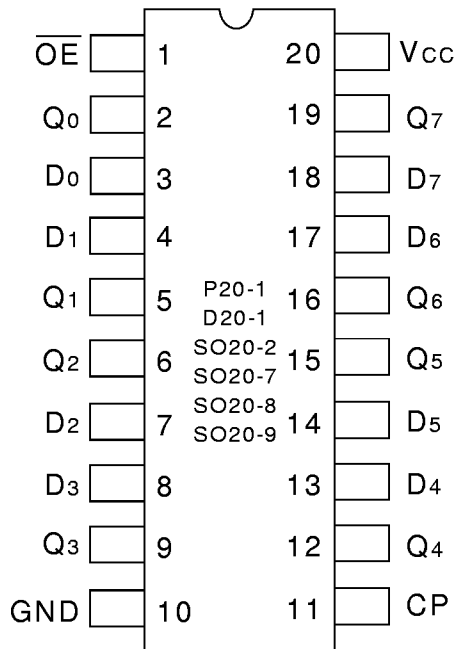 O̅E̅ 1 20 Vcc
Q0 2 19 Q7
D0 3 18 D7
D1 4 17 D6
Q1 5 16 Q6
Q2 6 15 Q5
D2 7 14 D5
D3 8 13 D4
Q3 9 12 Q4
GND 10 11 CP
P20-1
D20-1
SO20-2
SO20-7
SO20-8
SO20-9